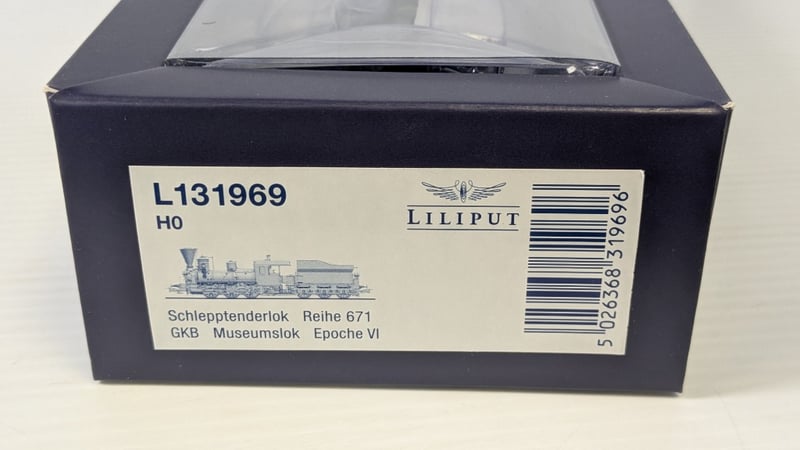 L131969
H0
LILIPUT
Schlepptenderlok Reihe 671
GKB Museumslok Epoche VI
5 026368 319696